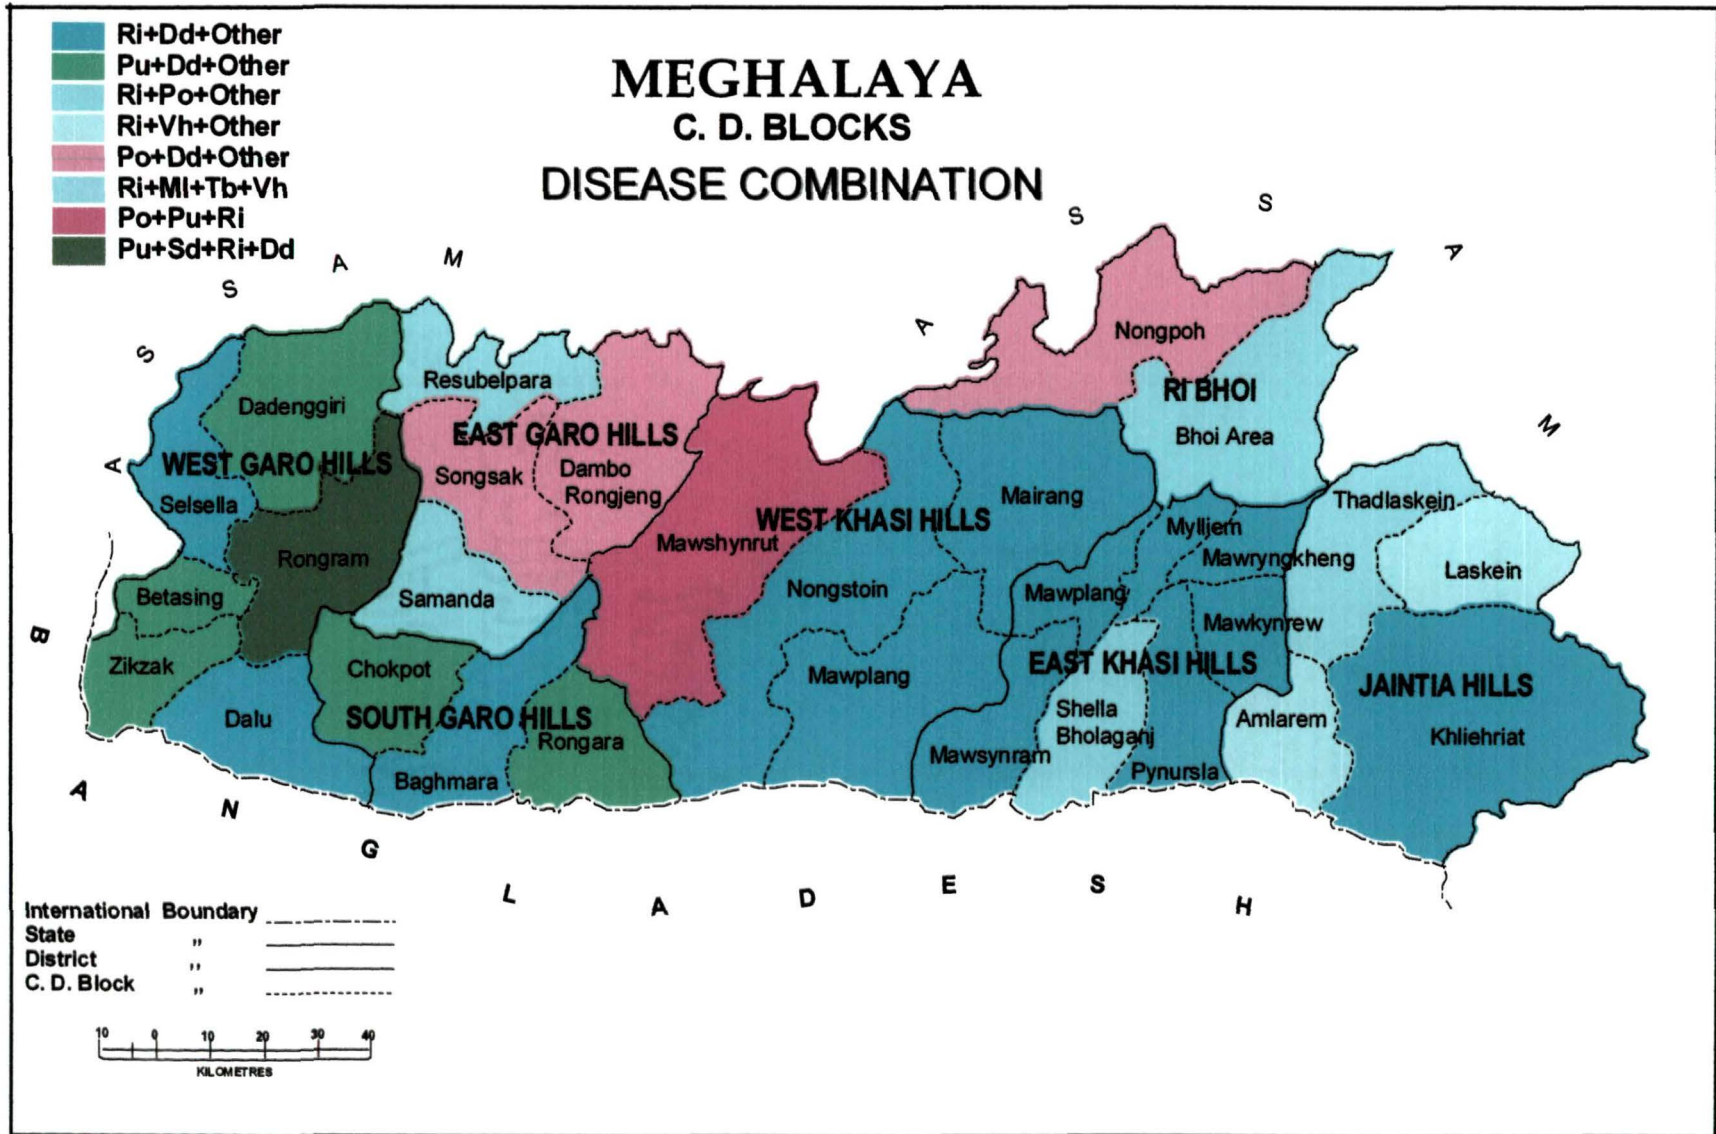 Ri+Dd+Other
Pu+Dd+Other
Ri+Po+Other
Ri+Vh+Other
Po+Dd+Other
Ri+Ml+Tb+Vh
Po+Pu+Ri
Pu+Sd+Ri+Dd
MEGHALAYA
C. D. BLOCKS
DISEASE COMBINATION
A S S A M
A S S A M
Nongpoh
Resubelpara
Dadenggiri
RI BHOI
EAST GARO HILLS
Bhoi Area
WEST GARO HILLS
Songsak
Dambo
Rongjeng
Selsella
Mairang
Thadlaskein
WEST KHASI HILLS
Mylliem
Mawshynrut
Rongram
Mawryngkheng
Laskein
Betasing
Samanda
Nongstoin
Mawplang
Mawkynrew
Zikzak
Chokpot
Mawplang
EAST KHASI HILLS
JAINTIA HILLS
Dalu
SOUTH GARO HILLS
Rongara
Shella
Bholaganj
Amlarem
Khliehriat
Mawsynram
Pynursla
Baghmara
B A N G L A D E S H
International Boundary
State ,,
District ,,
C. D. Block ,,
10 0 10 20 30 40
KILOMETRES